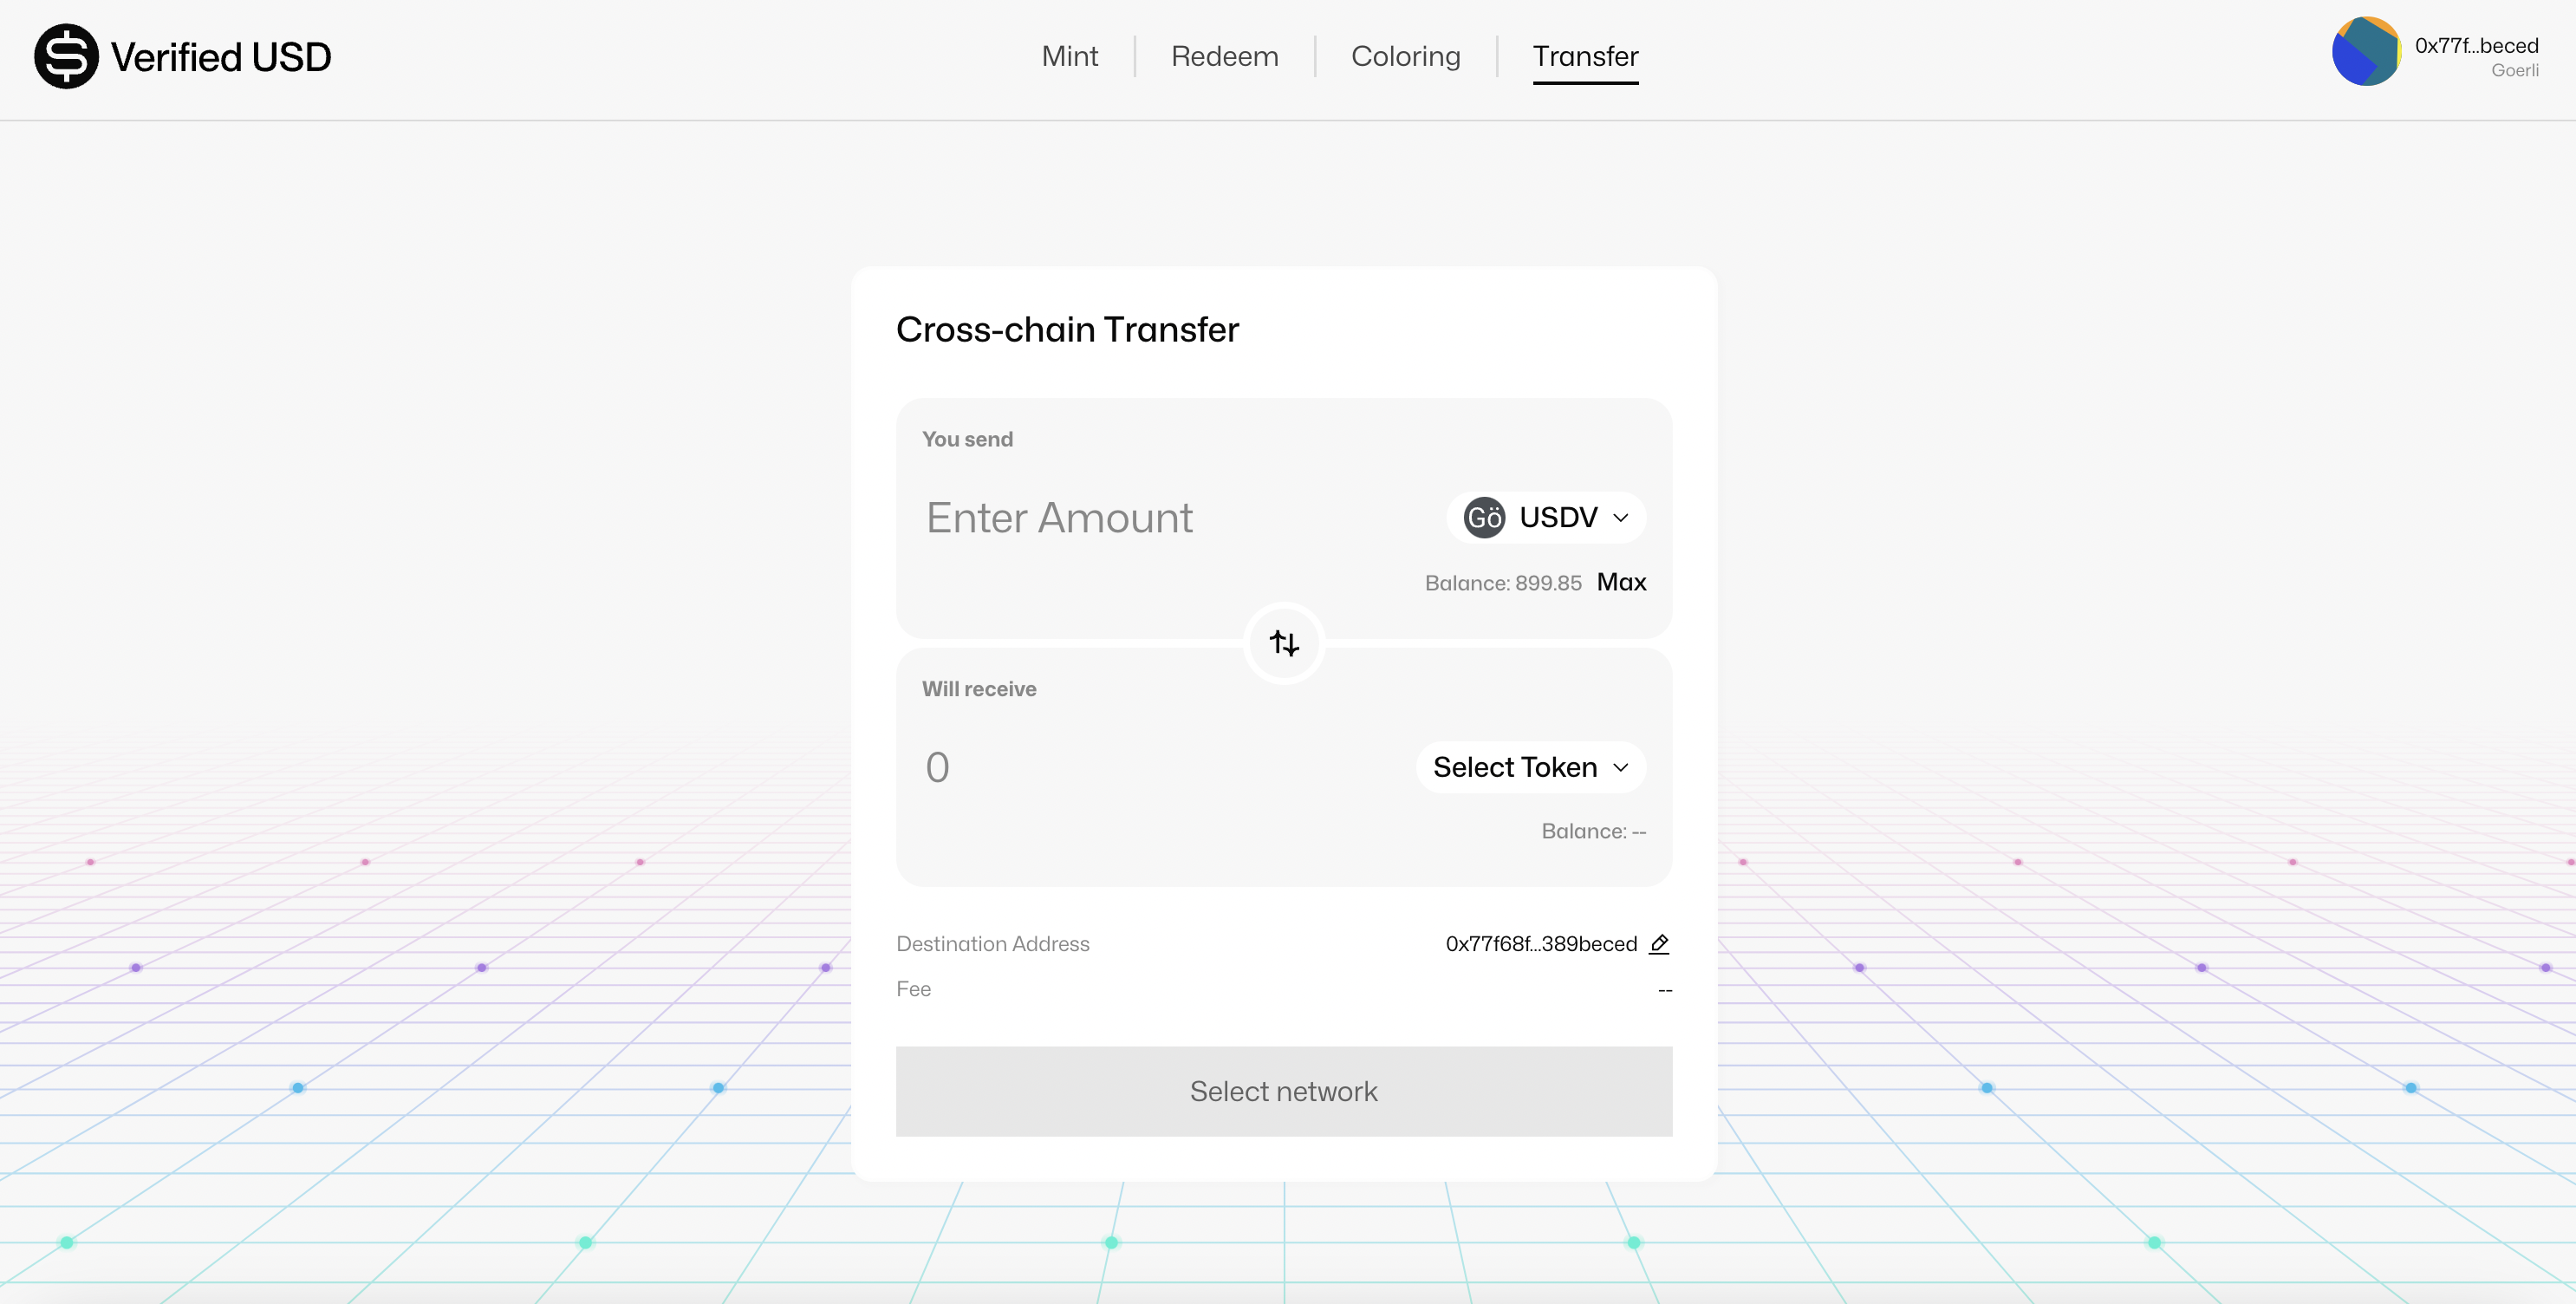 Verified USD
Mint
Redeem
Coloring
Transfer
0x77f...beced
Goerli
Cross-chain Transfer
You send
Enter Amount
Gö USDV
Balance: 899.85 Max
Will receive
0
Select Token
Balance: --
Destination Address 0x77f68f...389beced
Fee --
Select network